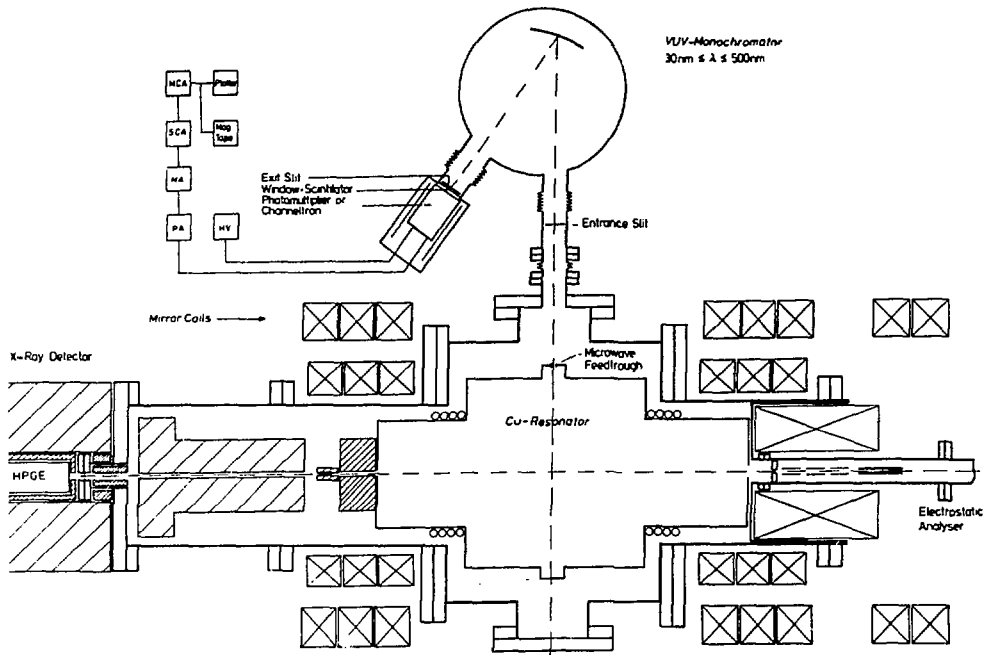 VUV-Monochromator
30nm ≤ λ ≤ 500nm
MCA
Plotter
SCA
Mag
Tape
MA
PA
HV
Exit Slit
Window+Scintillator
Photomultiplier or
Channeltron
Entrance Slit
Mirror Coils
X-Ray Detector
Microwave
Feedtrough
Cu-Resonator
HPGE
Electrostatic
Analyser